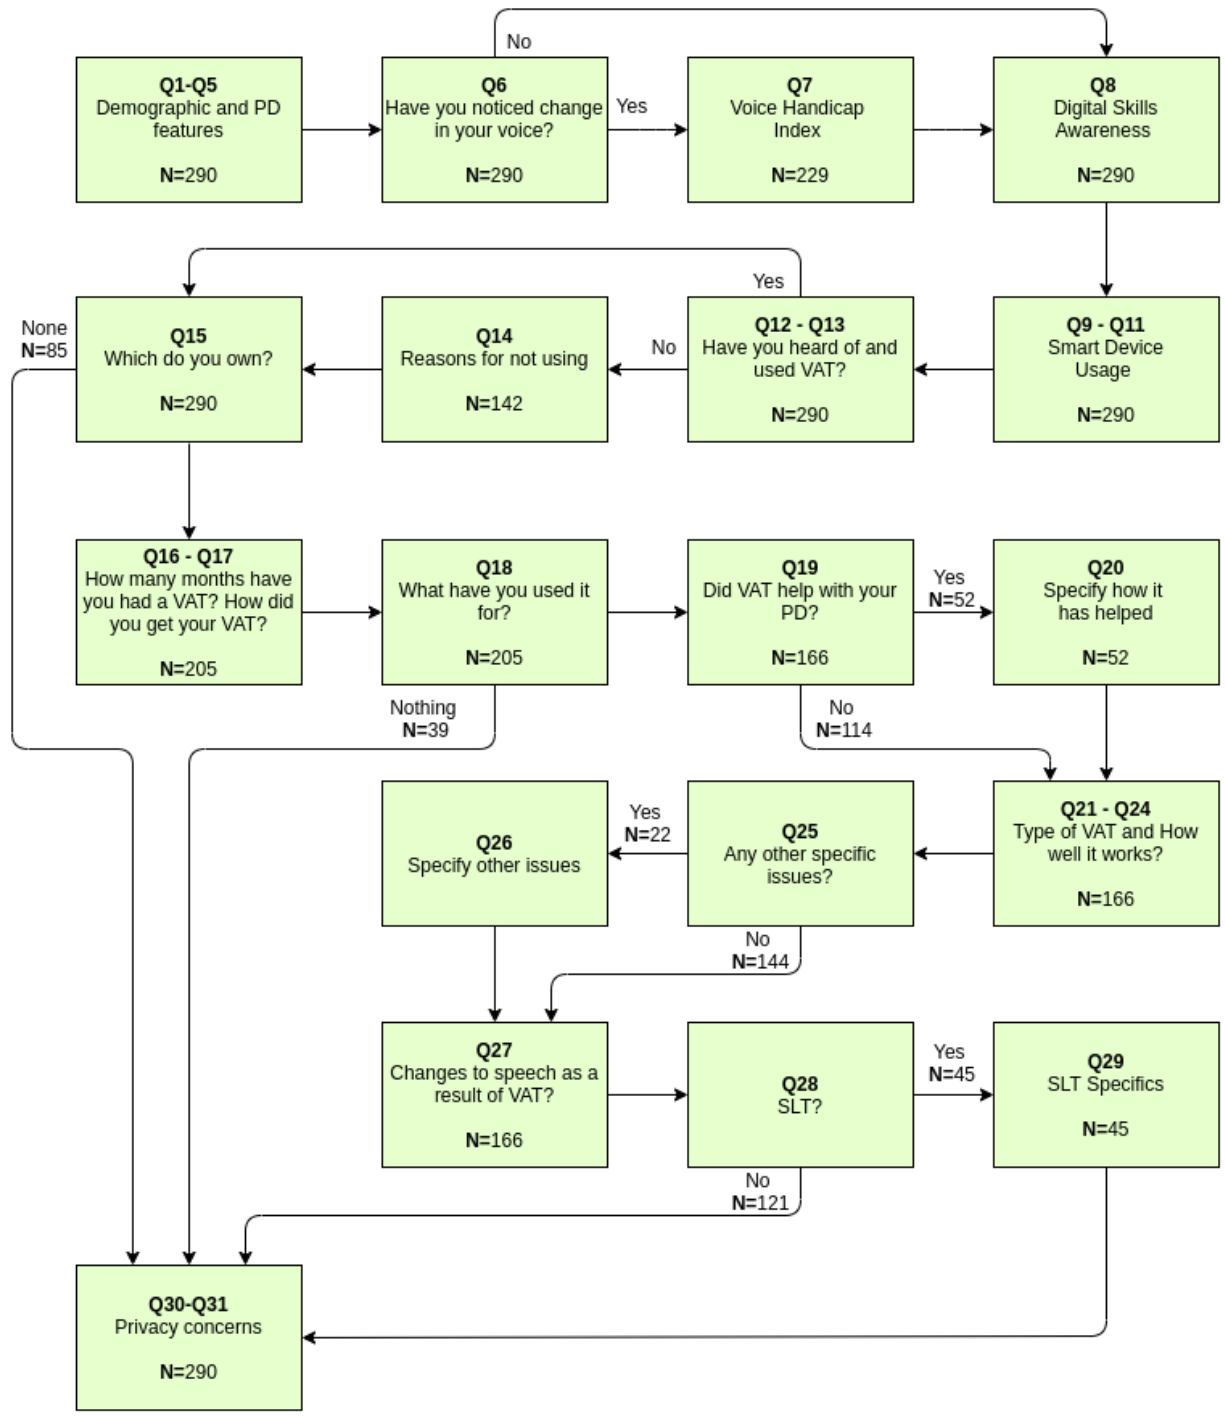 No
Q1-Q5
Demographic and PD
features
N=290
Q6
Have you noticed change
in your voice?
N=290
Yes
Q7
Voice Handicap
Index
N=229
Q8
Digital Skills
Awareness
N=290
Yes
None
N=85
Q15
Which do you own?
N=290
Q14
Reasons for not using
N=142
No
Q12 - Q13
Have you heard of and
used VAT?
N=290
Q9 - Q11
Smart Device
Usage
N=290
Q16 - Q17
How many months have
you had a VAT? How did
you get your VAT?
N=205
Q18
What have you used it
for?
N=205
Q19
Did VAT help with your
PD?
N=166
Yes
N=52
Q20
Specify how it
has helped
N=52
Nothing
N=39
No
N=114
Q26
Specify other issues
Yes
N=22
Q25
Any other specific
issues?
Q21 - Q24
Type of VAT and How
well it works?
N=166
No
N=144
Q27
Changes to speech as a
result of VAT?
N=166
Q28
SLT?
Yes
N=45
Q29
SLT Specifics
N=45
No
N=121
Q30-Q31
Privacy concerns
N=290